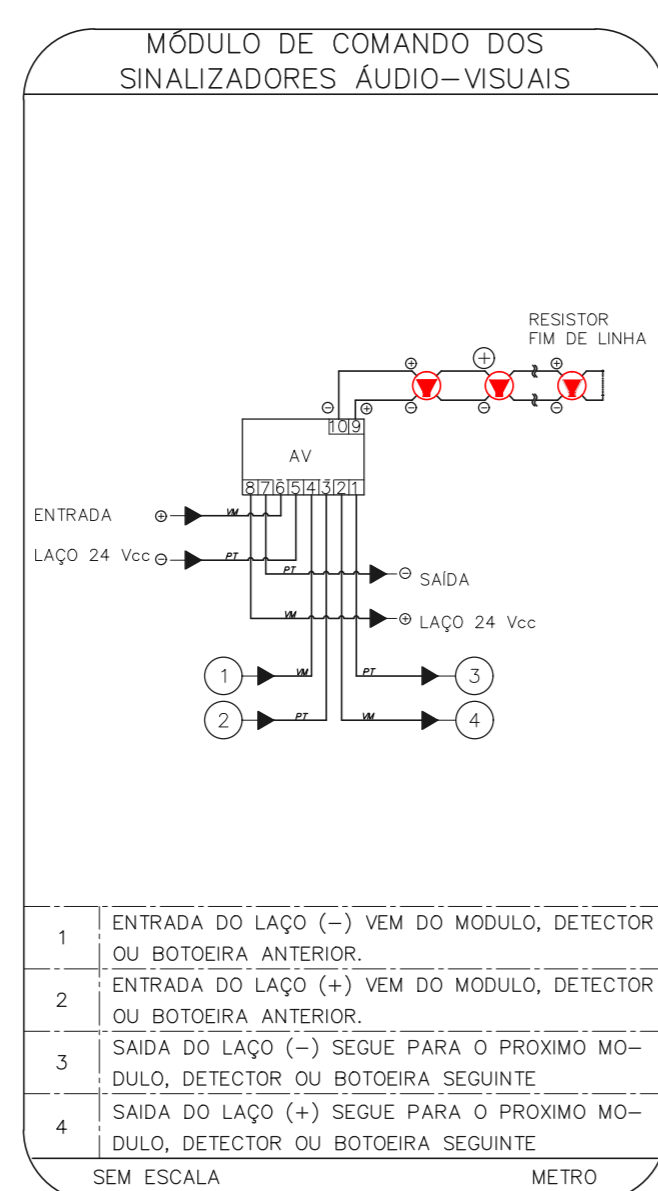 MÓDULO DE COMANDO DOS
SINALIZADORES ÁUDIO-VISUAIS
RESISTOR
FIM DE LINHA
10 9
AV
8 7 6 5 4 3 2 1
ENTRADA
VM
LAÇO 24 Vcc
PT
PT
SAÍDA
VM
LAÇO 24 Vcc
1
VM
PT
3
2
PT
VM
4
1 ENTRADA DO LAÇO (-) VEM DO MODULO, DETECTOR
OU BOTOEIRA ANTERIOR.
2 ENTRADA DO LAÇO (+) VEM DO MODULO, DETECTOR
OU BOTOEIRA ANTERIOR.
3 SAIDA DO LAÇO (-) SEGUE PARA O PROXIMO MO-
DULO, DETECTOR OU BOTOEIRA SEGUINTE
4 SAIDA DO LAÇO (+) SEGUE PARA O PROXIMO MO-
DULO, DETECTOR OU BOTOEIRA SEGUINTE
SEM ESCALA METRO